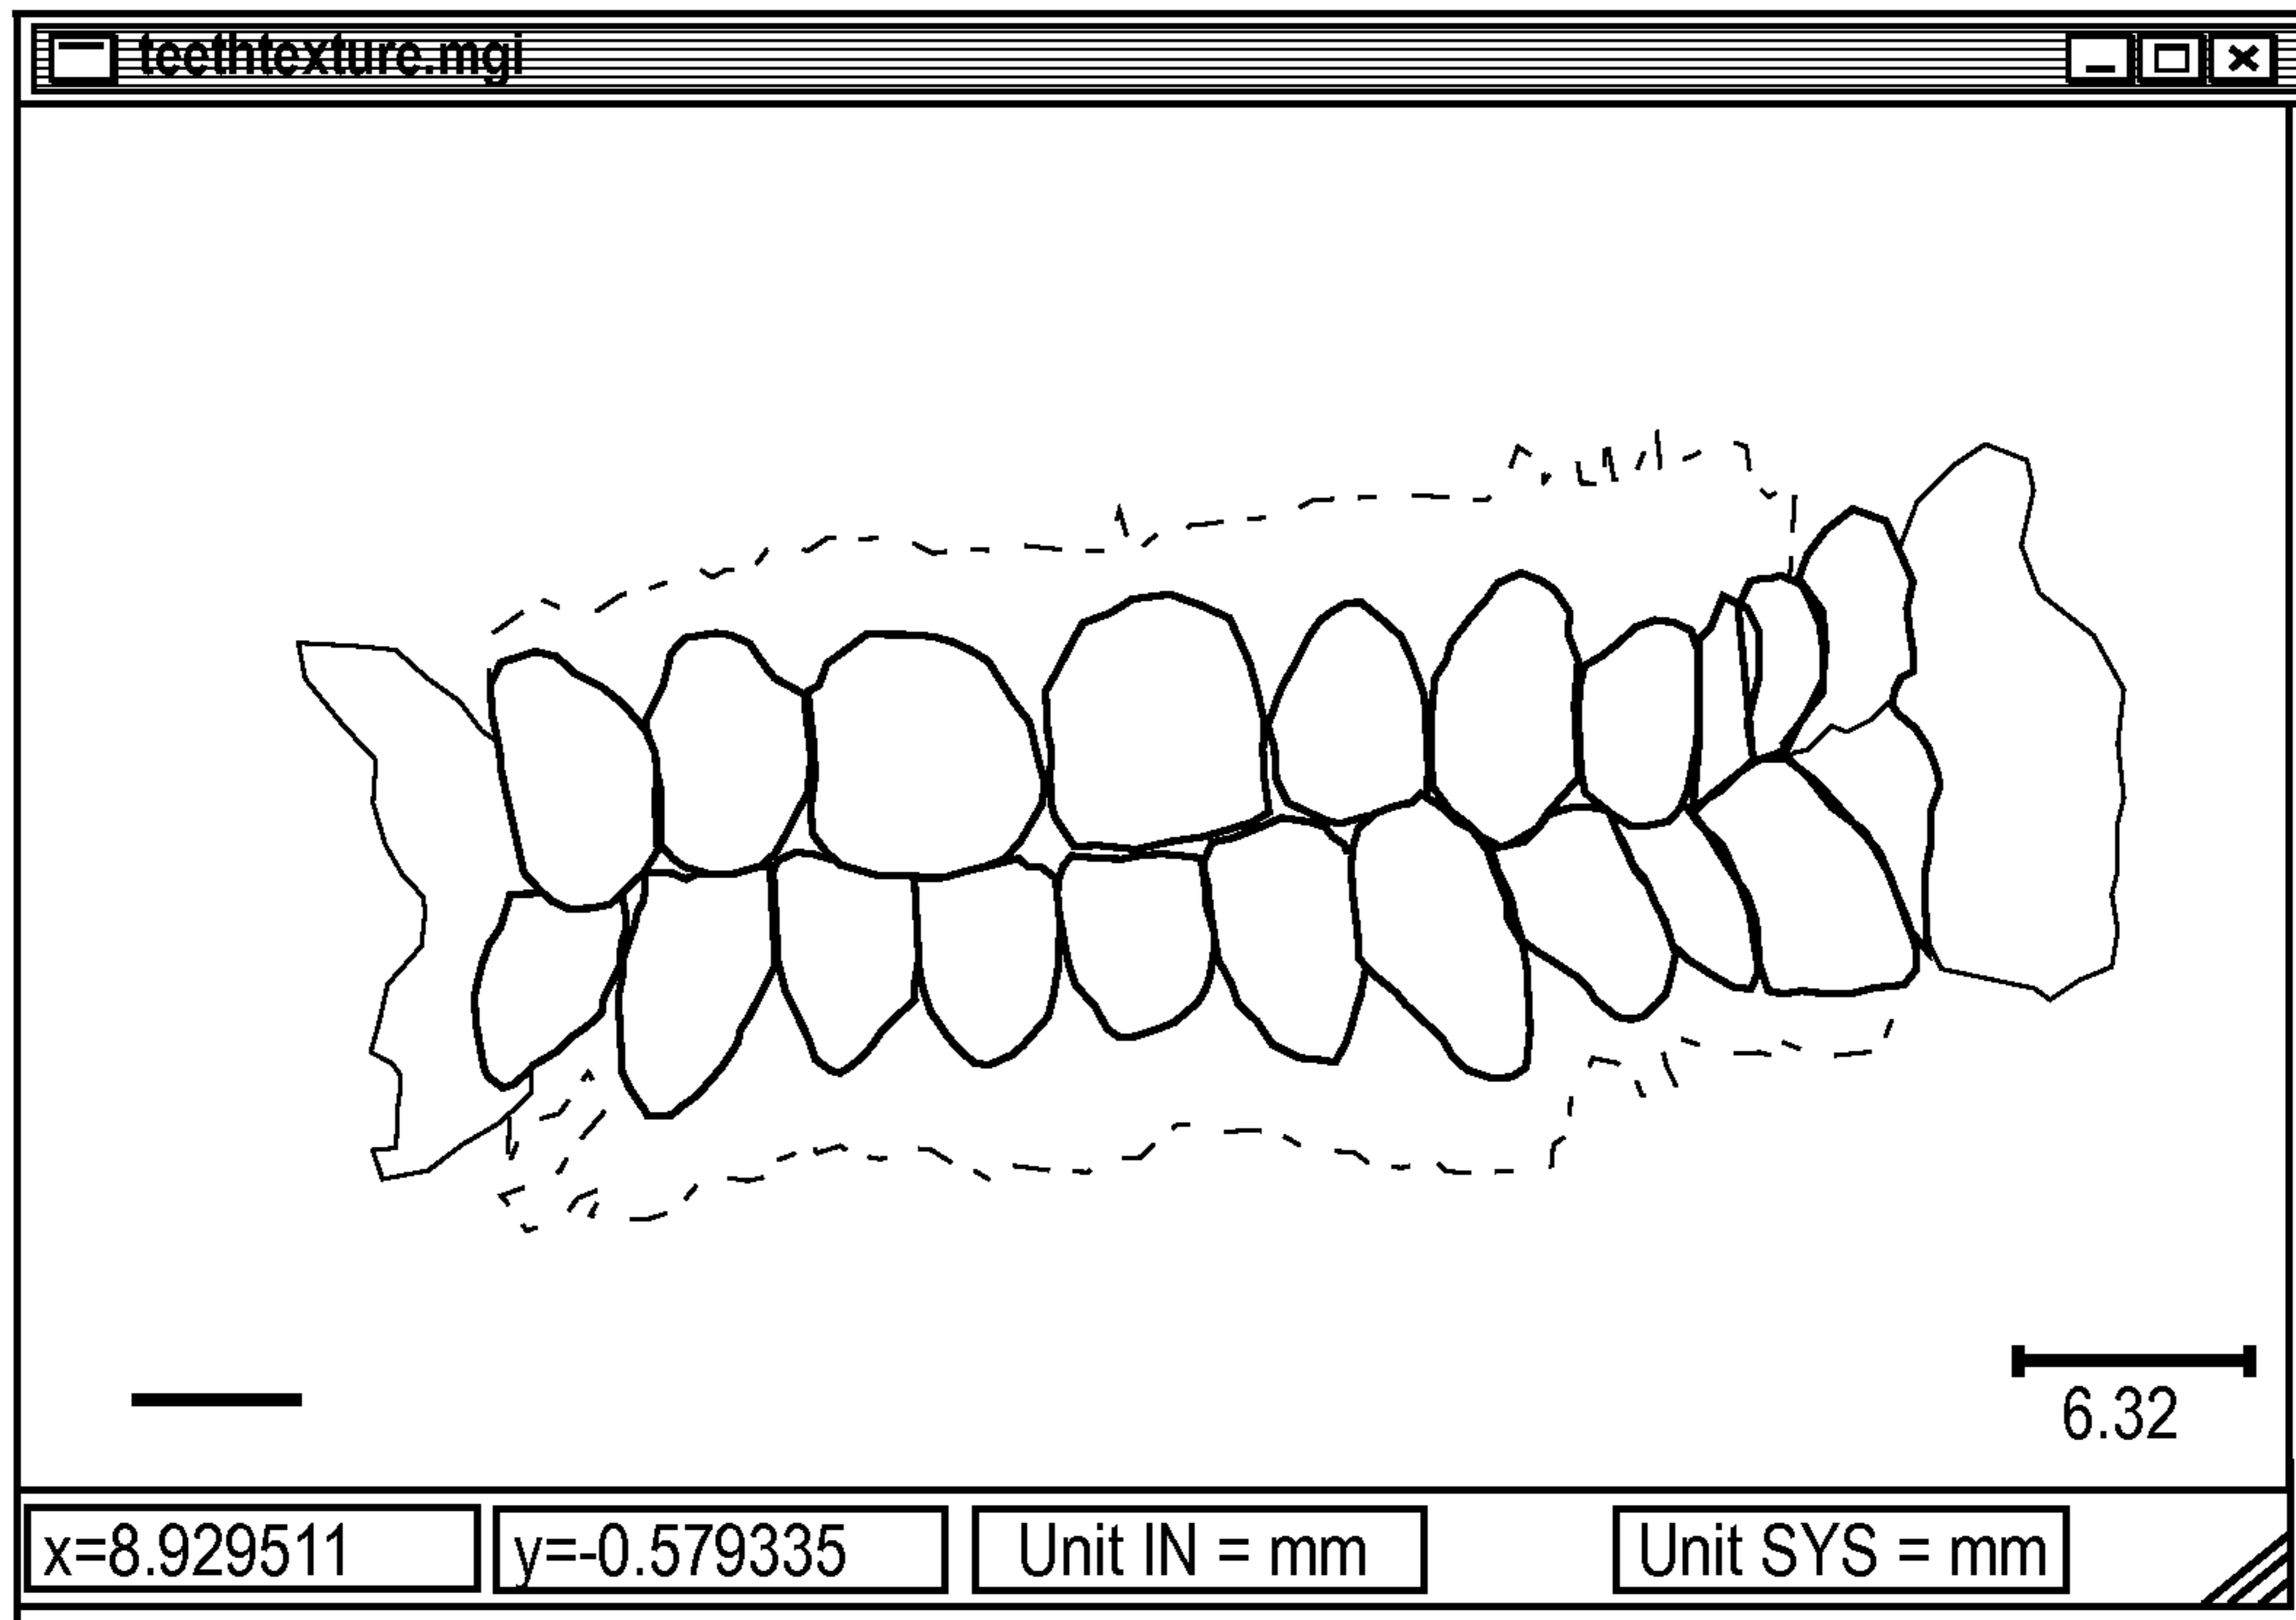 teethtexture.mgi
6.32
x=8.929511
y=-0.579335
Unit IN = mm
Unit SYS = mm